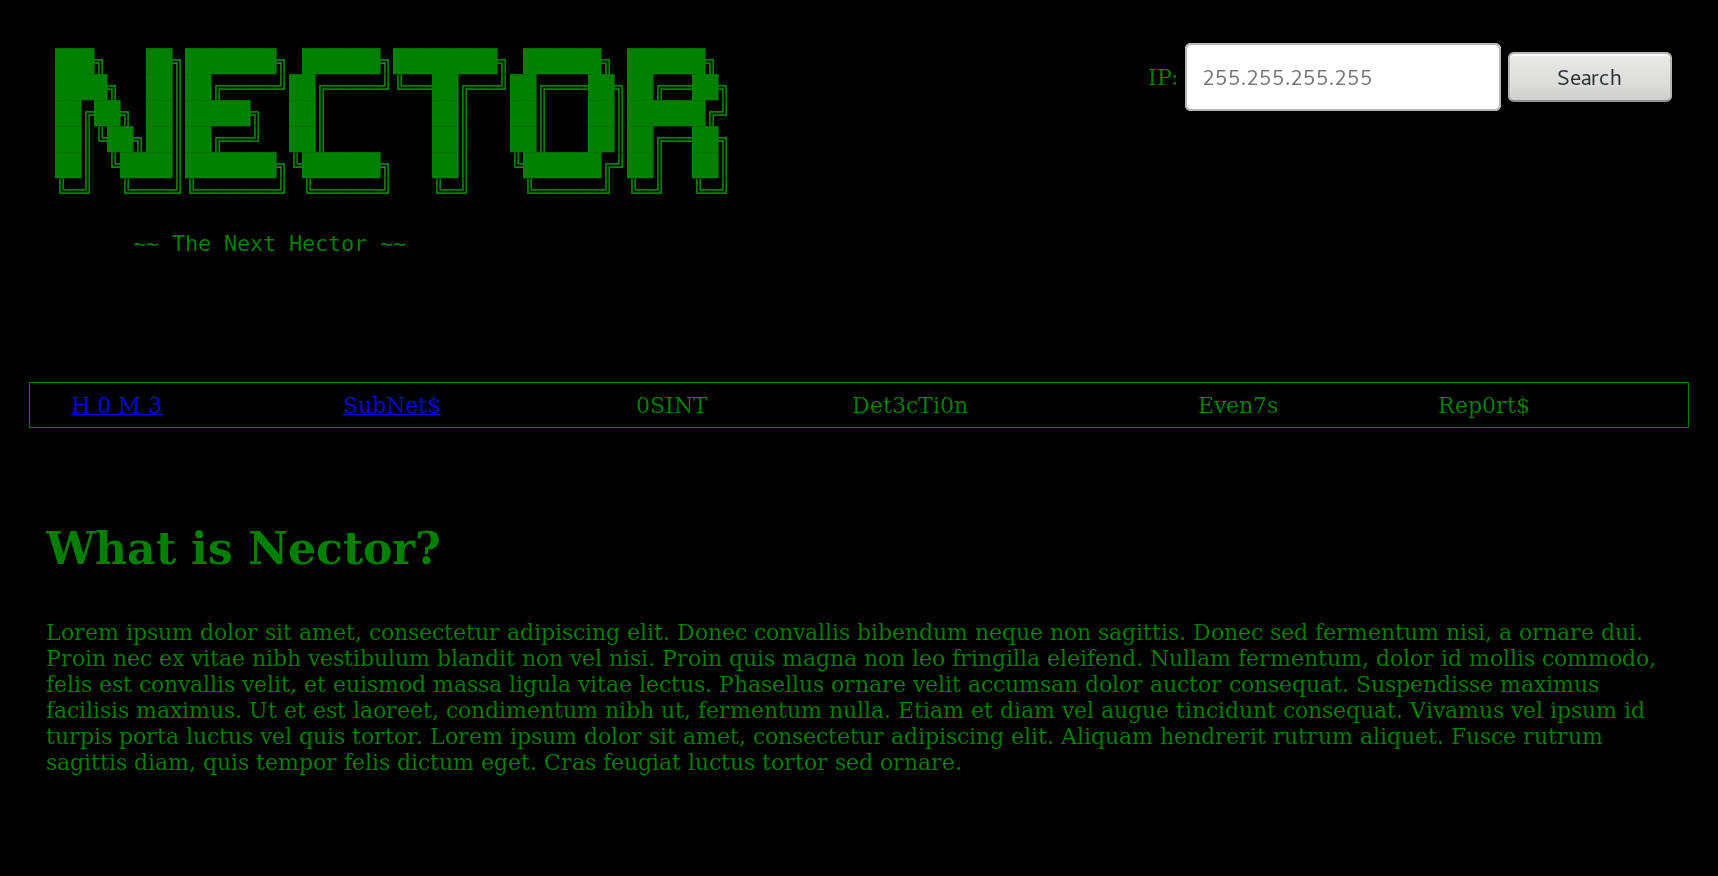 NECTOR
IP: 255.255.255.255 Search
~~ The Next Hector ~~
H 0 M 3 SubNet$ 0SINT Det3cTi0n Even7s Rep0rt$
What is Nector?
Lorem ipsum dolor sit amet, consectetur adipiscing elit. Donec convallis bibendum neque non sagittis. Donec sed fermentum nisi, a ornare dui.
Proin nec ex vitae nibh vestibulum blandit non vel nisi. Proin quis magna non leo fringilla eleifend. Nullam fermentum, dolor id mollis commodo,
felis est convallis velit, et euismod massa ligula vitae lectus. Phasellus ornare velit accumsan dolor auctor consequat. Suspendisse maximus
facilisis maximus. Ut et est laoreet, condimentum nibh ut, fermentum nulla. Etiam et diam vel augue tincidunt consequat. Vivamus vel ipsum id
turpis porta luctus vel quis tortor. Lorem ipsum dolor sit amet, consectetur adipiscing elit. Aliquam hendrerit rutrum aliquet. Fusce rutrum
sagittis diam, quis tempor felis dictum eget. Cras feugiat luctus tortor sed ornare.